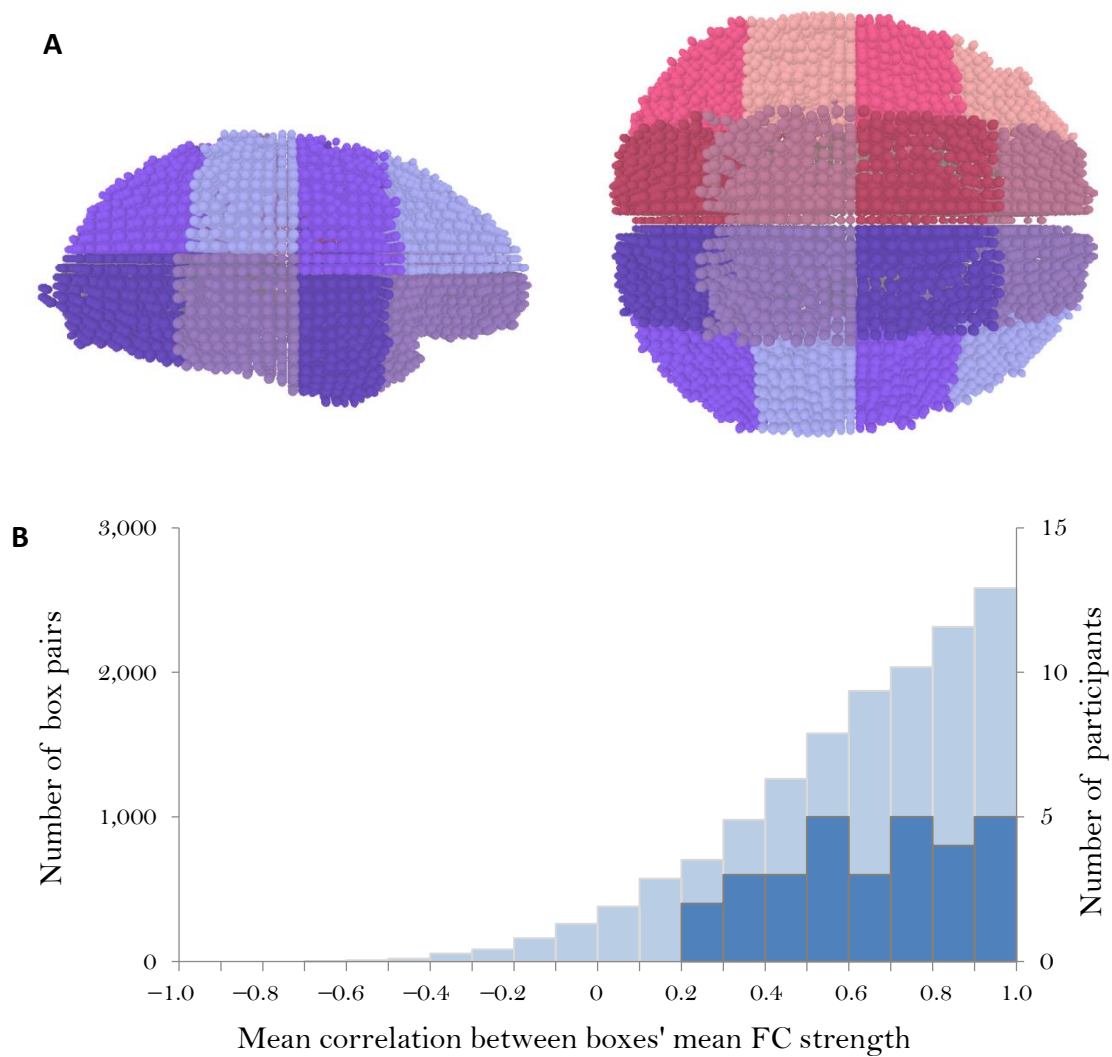 A
B
3,000
2,000
1,000
0
Number of box pairs
15
10
5
0
Number of participants
−1.0 −0.8 −0.6 −0.4 −0.2 0 0.2 0.4 0.6 0.8 1.0
Mean correlation between boxes' mean FC strength